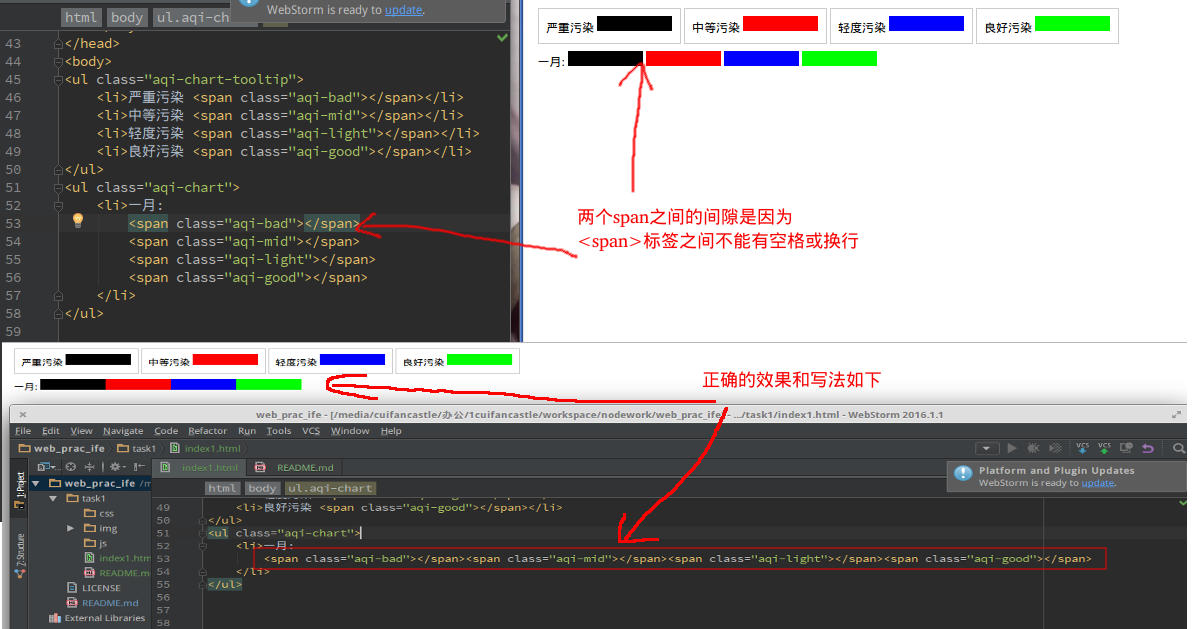 html body ul.aqi-ch
WebStorm is ready to update.
43 </head>
44 <body>
45 <ul class="aqi-chart-tooltip">
46 <li>严重污染 <span class="aqi-bad"></span></li>
47 <li>中等污染 <span class="aqi-mid"></span></li>
48 <li>轻度污染 <span class="aqi-light"></span></li>
49 <li>良好污染 <span class="aqi-good"></span></li>
50 </ul>
51 <ul class="aqi-chart">
52 <li>一月:
53 <span class="aqi-bad"></span>
54 <span class="aqi-mid"></span>
55 <span class="aqi-light"></span>
56 <span class="aqi-good"></span>
57 </li>
58 </ul>
59
严重污染 中等污染 轻度污染 良好污染
一月:
两个span之间的间隙是因为
<span>标签之间不能有空格或换行
严重污染 中等污染 轻度污染 良好污染
一月:
正确的效果和写法如下
web_prac_ife - [/media/cuifancastle/办公/1cuifancastle/workspace/nodework/web_prac_ife] - .../task1/index1.html - WebStorm 2016.1.1
File Edit View Navigate Code Refactor Run Tools VCS Window Help
web_prac_ife task1 index1.html
VCS VCS
index1.html README.md
Platform and Plugin Updates
WebStorm is ready to update.
1: Project
Z: Structure
web_prac_ife /m
task1
css
img
js
index1.htm
README.m
LICENSE
README.md
External Libraries
html body ul.aqi-chart
49 <li>良好污染 <span class="aqi-good"></span></li>
50 </ul>
51 <ul class="aqi-chart">
52 <li>一月:
53 <span class="aqi-bad"></span><span class="aqi-mid"></span><span class="aqi-light"></span><span class="aqi-good"></span>
54 </li>
55 </ul>
56
57
58